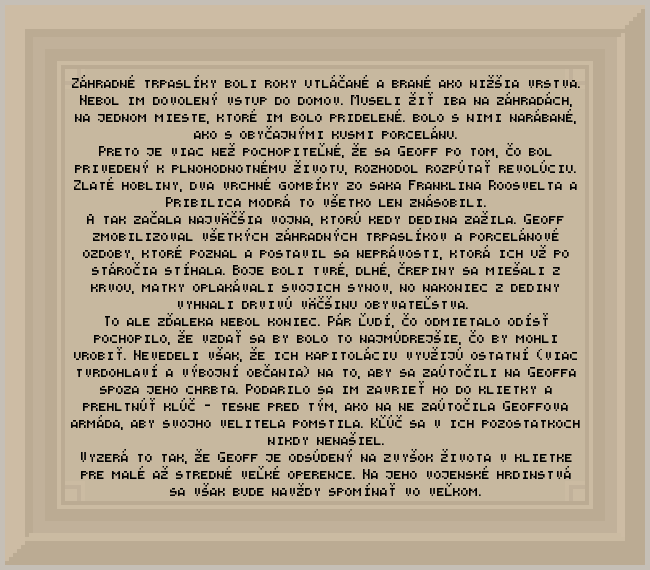 Záhradné trpaslíky boli roky utláčané a brané ako nižšia vrstva.
Nebol im dovolený vstup do domov. Museli žiť iba na záhradách,
na jednom mieste, ktoré im bolo pridelené. Bolo s nimi narábané,
ako s obyčajnými kusmi porcelánu.
Preto je viac než pochopiteľné, že sa Geoff po tom, čo bol
privedený k plnohodnotnému životu, rozhodol rozpútať revolúciu.
Zlaté hobliny, dva vrchné gombíky zo saka Franklina Roosvelta a
Pribilica modrá to všetko len znásobili.
A tak začala najväčšia vojna, ktorú kedy dedina zažila. Geoff
zmobilizoval všetkých záhradných trpaslíkov a porcelánové
ozdoby, ktoré poznal a postavil sa neprávosti, ktorá ich už po
stáročia stíhala. Boje boli tvré, dlhé, črepiny sa miešali z
krvou, matky oplakávali svojich synov, no nakoniec z dediny
vyhnali drvivú väčšinu obyvateľstva.
To ale zďaleka nebol koniec. Pár ľudí, čo odmietalo odísť
pochopilo, že vzdať sa by bolo to najmúdrejšie, čo by mohli
urobiť. Nevedeli však, že ich kapitoláciu využijú ostatní (viac
tvrdohlaví a výbojní občania) na to, aby sa zaútočili na Geoffa
spoza jeho chrbta. Podarilo sa im zavrieť ho do klietky a
prehltnúť kľúč - tesne pred tým, ako na ne zaútočila Geoffova
armáda, aby svojho velitela pomstila. Kľúč sa v ich pozostatkoch
nikdy nenašiel.
Vyzerá to tak, že Geoff je odsúdený na zvyšok života v klietke
pre malé až stredné veľké operence. Na jeho vojenské hrdinstvá
sa však bude navždy spomínať vo veľkom.